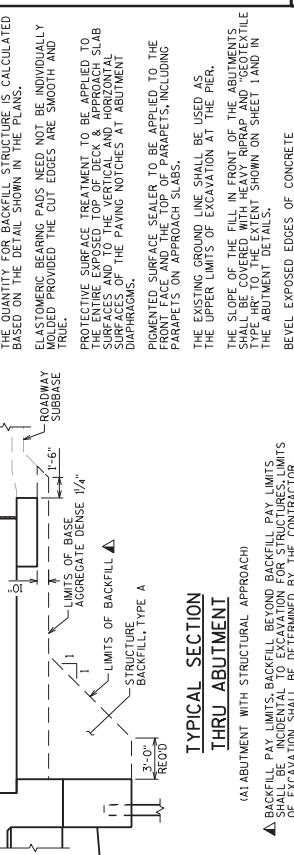 THE QUANTITY FOR BACKFILL STRUCTURE IS CALCULATED
BASED ON THE DETAIL SHOWN IN THE PLANS.
ELASTOMERIC BEARING PADS NEED NOT BE INDIVIDUALLY
MOLDED PROVIDED THE CUT EDGES ARE SMOOTH AND
TRUE.
PROTECTIVE SURFACE TREATMENT TO BE APPLIED TO
THE ENTIRE EXPOSED TOP OF DECK & APPROACH SLAB
SURFACES AND TO THE VERTICAL AND HORIZONTAL
SURFACES OF THE PAVING NOTCHES AT ABUTMENT
DIAPHRAGMS.
PIGMENTED SURFACE SEALER TO BE APPLIED TO THE
FRONT FACE AND THE TOP OF PARAPETS, INCLUDING
PARAPETS ON APPROACH SLABS.
THE EXISTING GROUND LINE SHALL BE USED AS
THE UPPER LIMITS OF EXCAVATION AT THE PIER.
THE SLOPE OF THE FILL IN FRONT OF THE ABUTMENTS
SHALL BE COVERED WITH HEAVY RIPRAP AND "GEOTEXTILE
TYPE HR" TO THE EXTENT SHOWN ON SHEET 1 AND IN
THE ABUTMENT DETAILS.
BEVEL EXPOSED EDGES OF CONCRETE
ROADWAY
SUBBASE
1'-6"
10"
LIMITS OF BASE
AGGREGATE DENSE 1¼"
1
1
LIMITS OF BACKFILL ▲
STRUCTURE
BACKFILL, TYPE A
3'-0"
REQ'D
TYPICAL SECTION
THRU ABUTMENT
(A1 ABUTMENT WITH STRUCTURAL APPROACH)
▲ BACKFILL PAY LIMITS. BACKFILL BEYOND BACKFILL PAY LIMITS
SHALL BE INCIDENTAL TO EXCAVATION FOR STRUCTURES. LIMITS
OF EXCAVATION SHALL BE DETERMINED BY THE CONTRACTOR